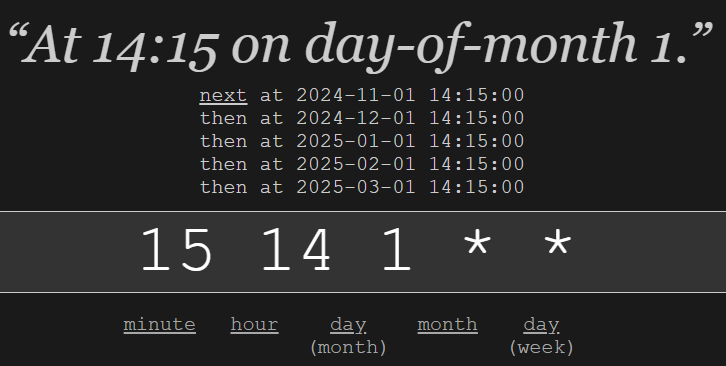 “At 14:15 on day-of-month 1.”
next at 2024-11-01 14:15:00
then at 2024-12-01 14:15:00
then at 2025-01-01 14:15:00
then at 2025-02-01 14:15:00
then at 2025-03-01 14:15:00
15 14 1 * *
minute hour day month day
(month) (week)